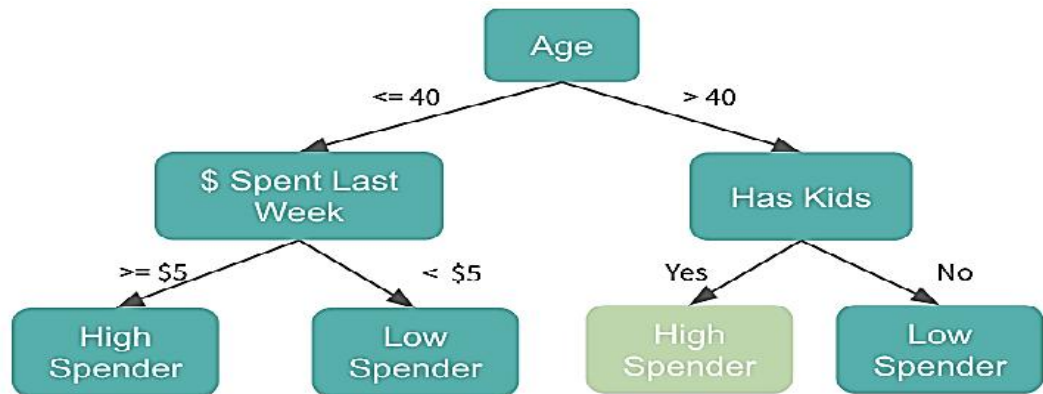 Age
<= 40
> 40
$ Spent Last
Week
Has Kids
>= $5
< $5
Yes
No
High
Spender
Low
Spender
High
Spender
Low
Spender